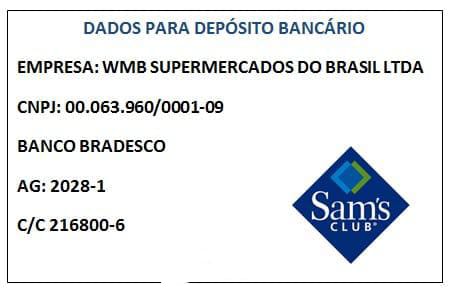 DADOS PARA DEPÓSITO BANCÁRIO
EMPRESA: WMB SUPERMERCADOS DO BRASIL LTDA
CNPJ: 00.063.960/0001-09
BANCO BRADESCO
AG: 2028-1
C/C 216800-6
Sam's
CLUB®